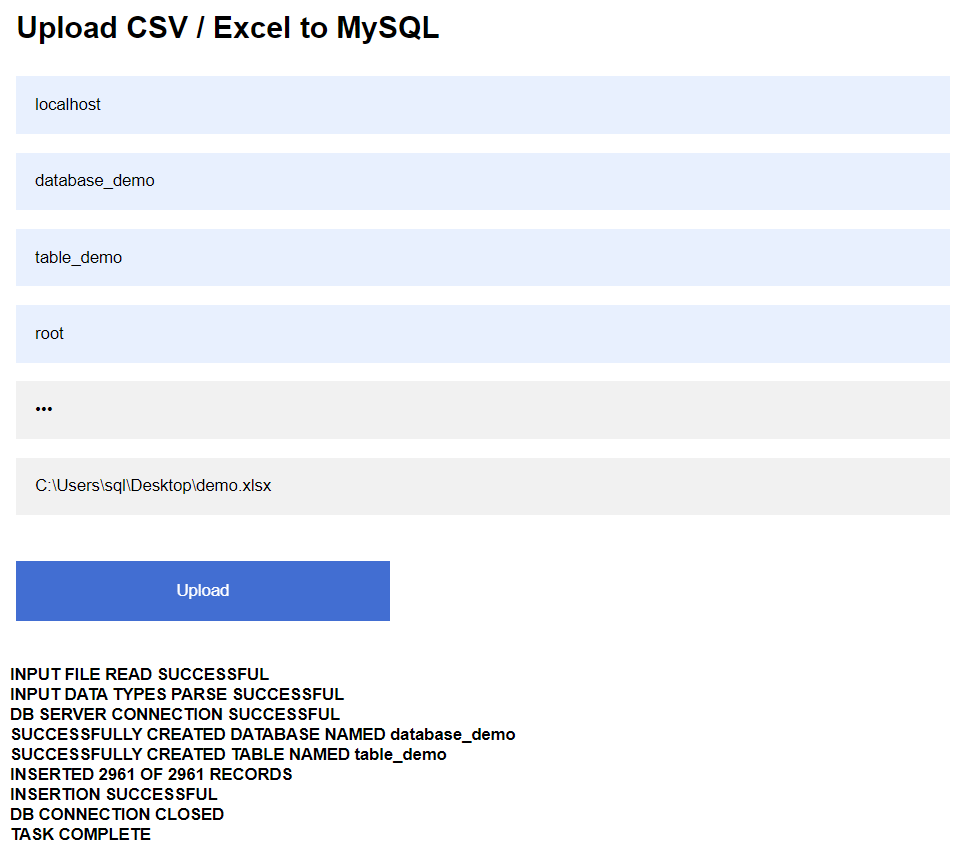 Upload CSV / Excel to MySQL
localhost
database_demo
table_demo
root
•••
C:\Users\sql\Desktop\demo.xlsx
Upload
INPUT FILE READ SUCCESSFUL
INPUT DATA TYPES PARSE SUCCESSFUL
DB SERVER CONNECTION SUCCESSFUL
SUCCESSFULLY CREATED DATABASE NAMED database_demo
SUCCESSFULLY CREATED TABLE NAMED table_demo
INSERTED 2961 OF 2961 RECORDS
INSERTION SUCCESSFUL
DB CONNECTION CLOSED
TASK COMPLETE